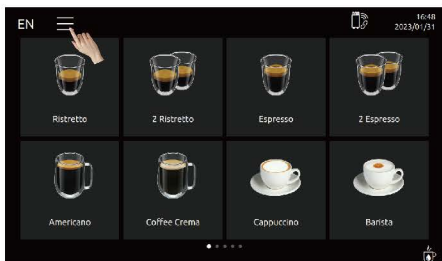 EN
16:48
2023/01/31
Ristretto
2 Ristretto
Espresso
2 Espresso
Americano
Coffee Crema
Cappuccino
Barista